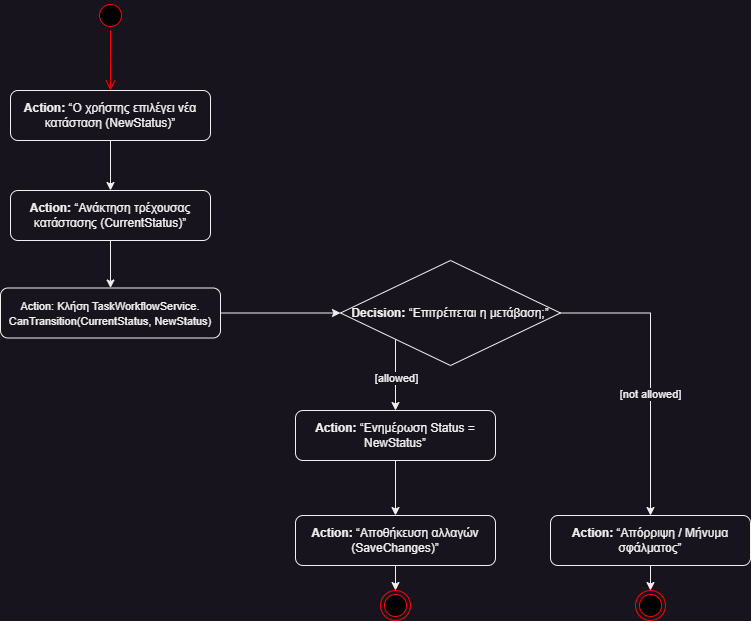 Action: “Ο χρήστης επιλέγει νέα
κατάσταση (NewStatus)”
Action: “Ανάκτηση τρέχουσας
κατάστασης (CurrentStatus)”
Action: Κλήση TaskWorkflowService.
CanTransition(CurrentStatus, NewStatus)
Decision: “Επιτρέπεται η μετάβαση;”
[allowed]
[not allowed]
Action: “Ενημέρωση Status =
NewStatus”
Action: “Αποθήκευση αλλαγών
(SaveChanges)”
Action: “Απόρριψη / Μήνυμα
σφάλματος”